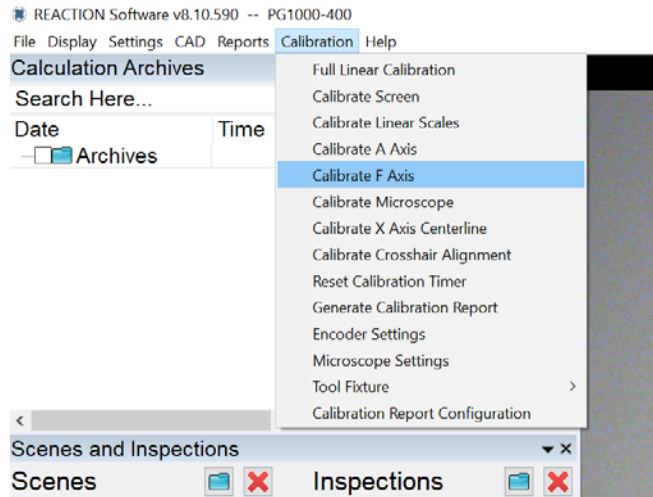 REACTION Software v8.10.590 -- PG1000-400
File Display Settings CAD Reports Calibration Help
Calculation Archives
Search Here...
Date Time
Archives
Full Linear Calibration
Calibrate Screen
Calibrate Linear Scales
Calibrate A Axis
Calibrate F Axis
Calibrate Microscope
Calibrate X Axis Centerline
Calibrate Crosshair Alignment
Reset Calibration Timer
Generate Calibration Report
Encoder Settings
Microscope Settings
Tool Fixture
Calibration Report Configuration
Scenes and Inspections
Scenes Inspections